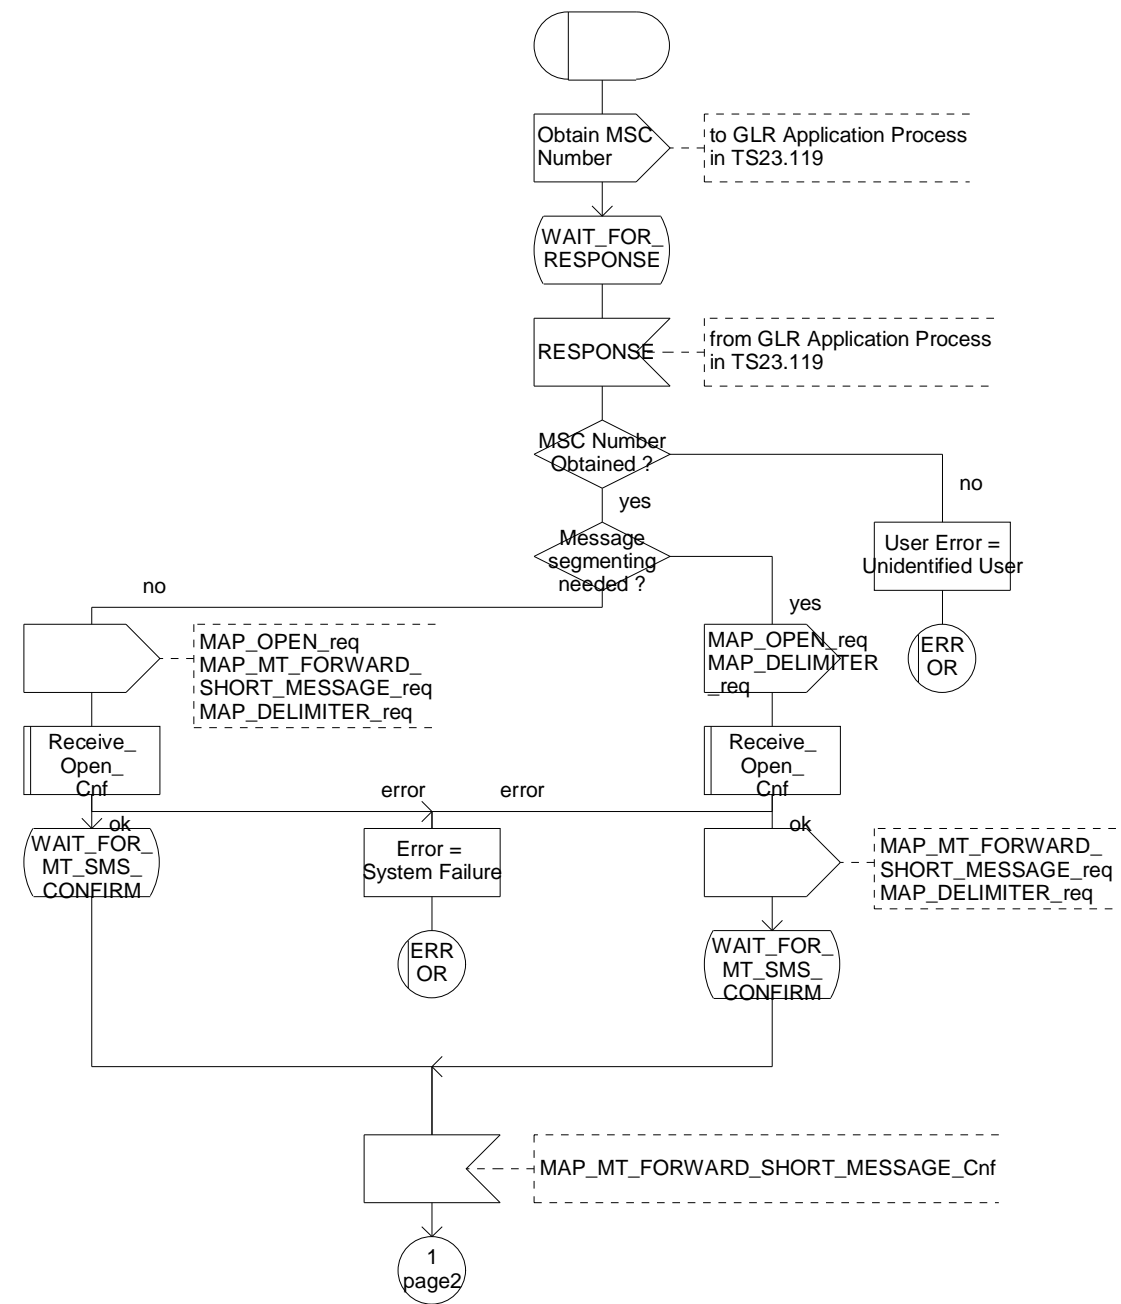 Obtain MSC
Number
to GLR Application Process
in TS23.119
WAIT_FOR_
RESPONSE
RESPONSE
from GLR Application Process
in TS23.119
MSC Number
Obtained ?
no
yes
User Error =
Unidentified User
Message
segmenting
needed ?
no
yes
ERR
OR
MAP_OPEN_req
MAP_MT_FORWARD_
SHORT_MESSAGE_req
MAP_DELIMITER_req
MAP_OPEN_req
MAP_DELIMITER
_req
Receive_
Open_
Cnf
Receive_
Open_
Cnf
error
error
ok
ok
WAIT_FOR_
MT_SMS_
CONFIRM
Error =
System Failure
MAP_MT_FORWARD_
SHORT_MESSAGE_req
MAP_DELIMITER_req
ERR
OR
WAIT_FOR_
MT_SMS_
CONFIRM
MAP_MT_FORWARD_SHORT_MESSAGE_Cnf
1
page2